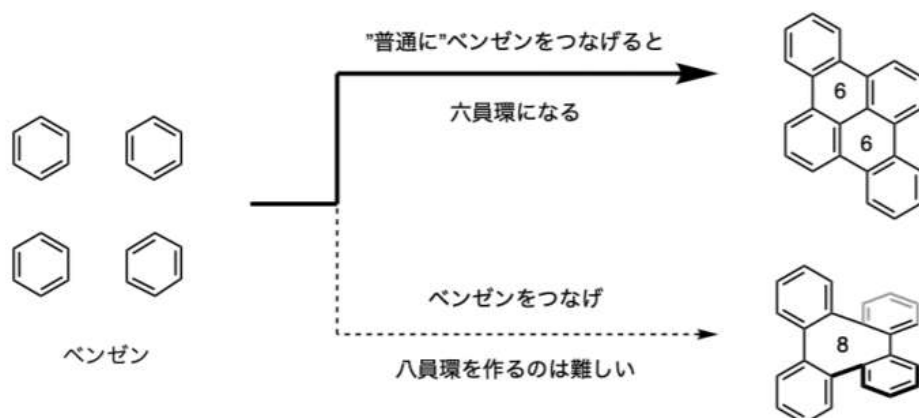 ”普通に”ベンゼンをつなげると
六員環になる
6
6
ベンゼン
ベンゼンをつなげ
八員環を作るのは難しい
8